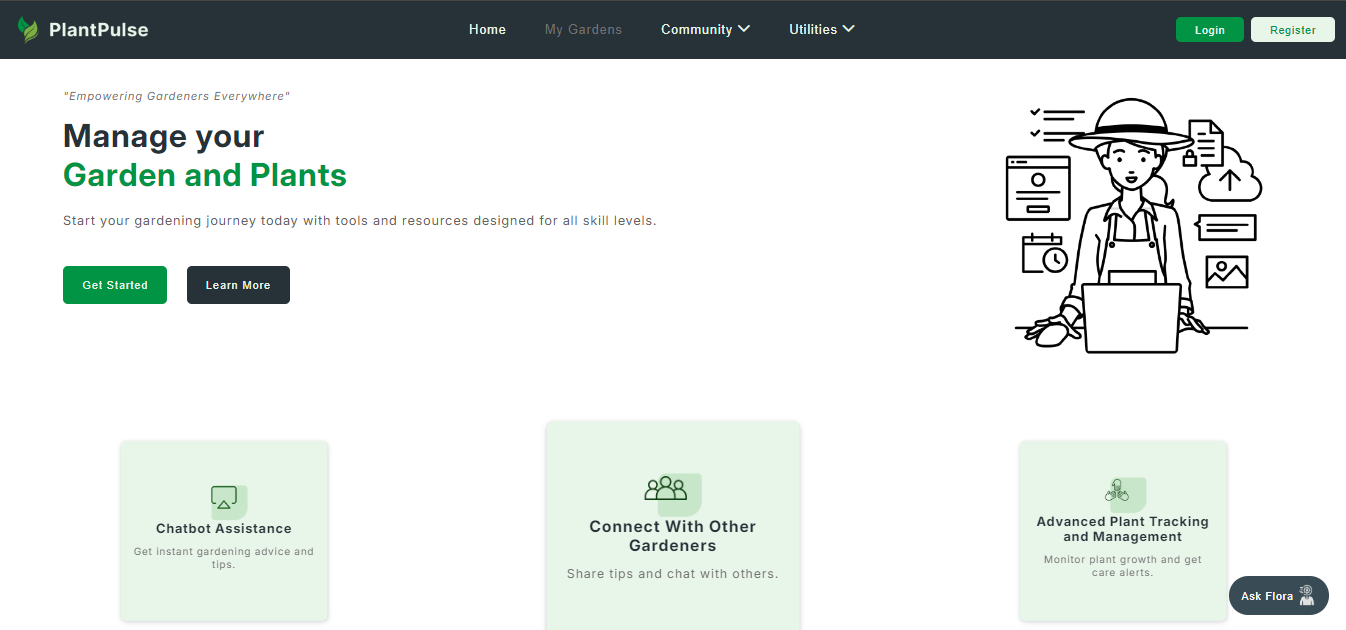 PlantPulse
Home
My Gardens
Community
Utilities
Login
Register
"Empowering Gardeners Everywhere"
Manage your
Garden and Plants
Start your gardening journey today with tools and resources designed for all skill levels.
Get Started
Learn More
Chatbot Assistance
Get instant gardening advice and
tips.
Connect With Other
Gardeners
Share tips and chat with others.
Advanced Plant Tracking
and Management
Monitor plant growth and get
care alerts.
Ask Flora